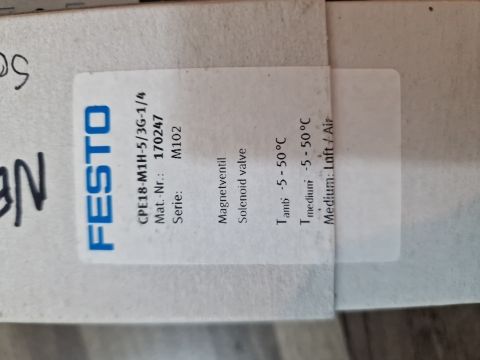 FESTO
CPE18-M1H-5/3G-1/4
Mat.-Nr.: 170247
Serie: M102
Magnetventil
Solenoid valve
Tamb -5 - 50°C
Tmedium -5 - 50°C
Medium: Luft / Air